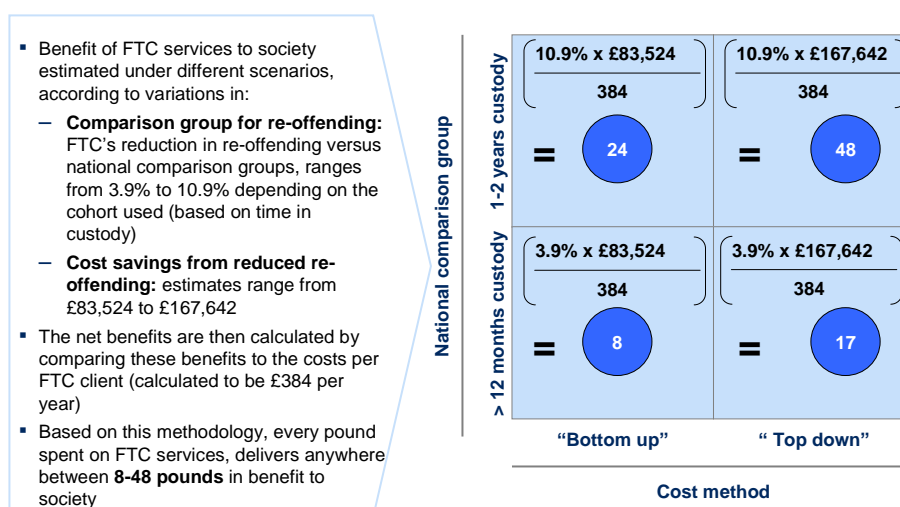 ▪ Benefit of FTC services to society
estimated under different scenarios,
according to variations in:
– Comparison group for re-offending:
FTC's reduction in re-offending versus
national comparison groups, ranges
from 3.9% to 10.9% depending on the
cohort used (based on time in
custody)
– Cost savings from reduced re-
offending: estimates range from
£83,524 to £167,642
▪ The net benefits are then calculated by
comparing these benefits to the costs per
FTC client (calculated to be £384 per
year)
▪ Based on this methodology, every pound
spent on FTC services, delivers anywhere
between 8-48 pounds in benefit to
society
National comparison group
1-2 years custody
10.9% x £83,524
384
= 24
10.9% x £167,642
384
= 48
> 12 months custody
3.9% x £83,524
384
= 8
3.9% x £167,642
384
= 17
“Bottom up”
“ Top down”
Cost method